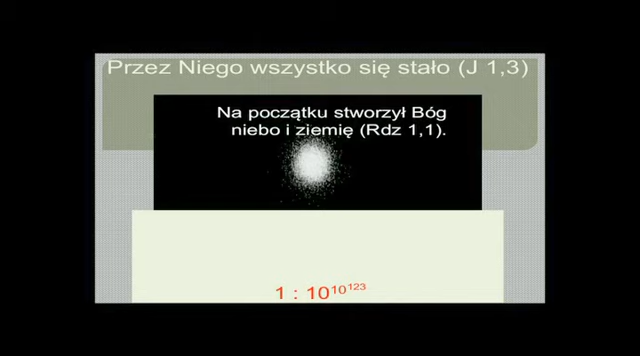 Przez Niego wszystko się stało (J 1,3)
Na początku stworzył Bóg
niebo i ziemię (Rdz 1,1).
1 : 10^10^123